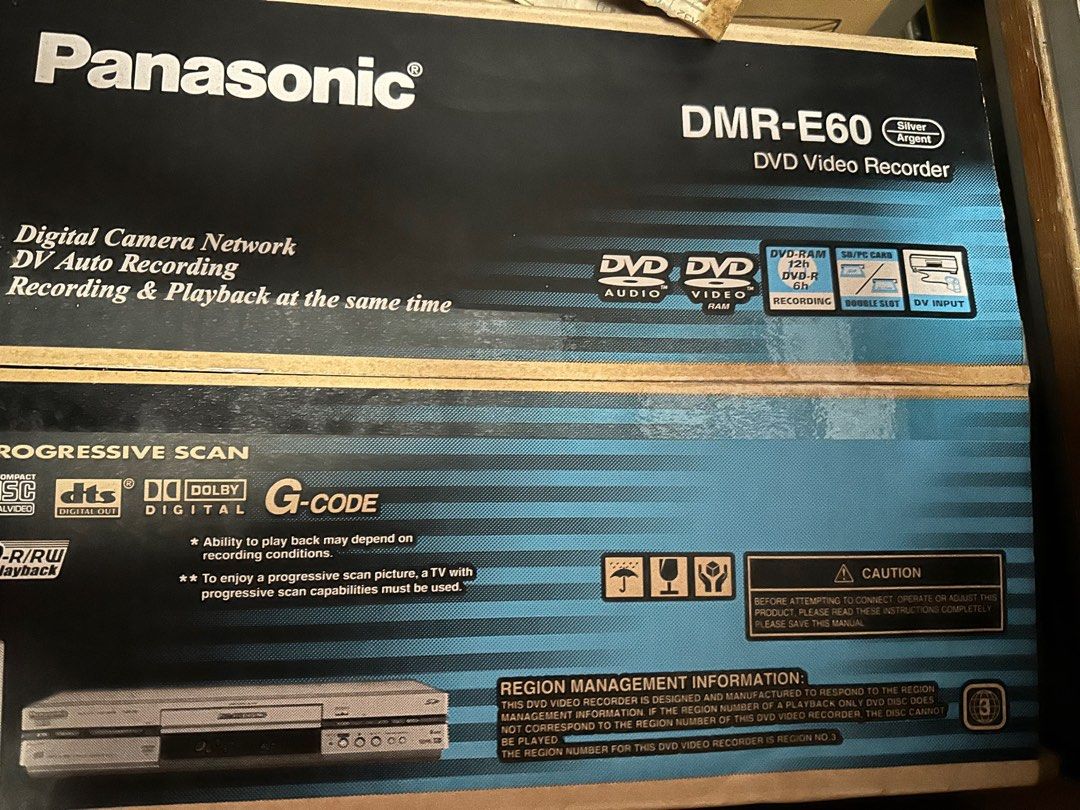 Panasonic®
DMR-E60 Silver Argent
DVD Video Recorder
Digital Camera Network
DV Auto Recording
Recording & Playback at the same time
DVD AUDIO™
DVD VIDEO™ RAM
DVD-RAM
12h
DVD-R
6h
RECORDING
SD/PC CARD
DOUBLE SLOT
DV INPUT
ROGRESSIVE SCAN
dts®
DIGITAL OUT
DOLBY
DIGITAL
G-CODE
-R/RW
* Ability to play back may depend on
recording conditions.
** To enjoy a progressive scan picture, a TV with
progressive scan capabilities must be used.
CAUTION
BEFORE ATTEMPTING TO CONNECT, OPERATE OR ADJUST THIS
PRODUCT, PLEASE READ THESE INSTRUCTIONS COMPLETELY
PLEASE SAVE THIS MANUAL
REGION MANAGEMENT INFORMATION:
THIS DVD VIDEO RECORDER IS DESIGNED AND MANUFACTURED TO RESPOND TO THE REGION
MANAGEMENT INFORMATION. IF THE REGION NUMBER OF A PLAYBACK ONLY DVD DISC DOES
NOT CORRESPOND TO THE REGION NUMBER OF THIS DVD VIDEO RECORDER, THE DISC CANNOT
BE PLAYED.
THE REGION NUMBER FOR THIS DVD VIDEO RECORDER IS REGION NO.3
3